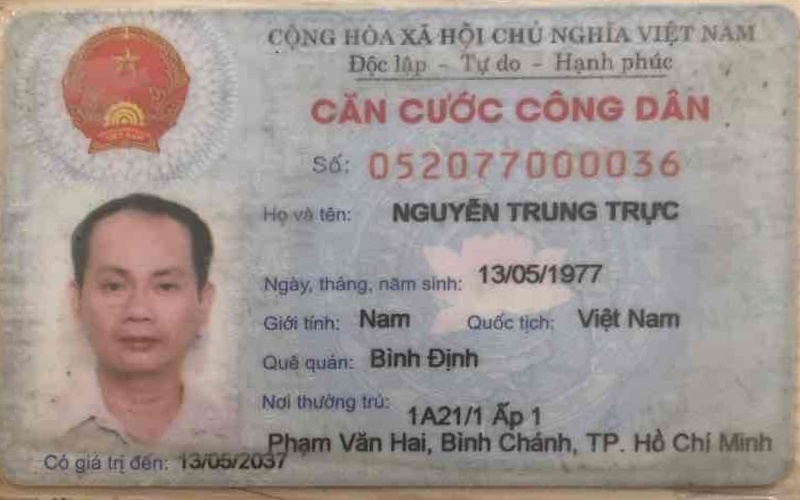 CỘNG HÒA XÃ HỘI CHỦ NGHĨA VIỆT NAM
Độc lập - Tự do - Hạnh phúc
CĂN CƯỚC CÔNG DÂN
Số: 052077000036
Họ và tên: NGUYỄN TRUNG TRỰC
Ngày, tháng, năm sinh: 13/05/1977
Giới tính: Nam Quốc tịch: Việt Nam
Quê quán: Bình Định
Nơi thường trú: 1A21/1 Ấp 1
Phạm Văn Hai, Bình Chánh, TP. Hồ Chí Minh
Có giá trị đến: 13/05/2037